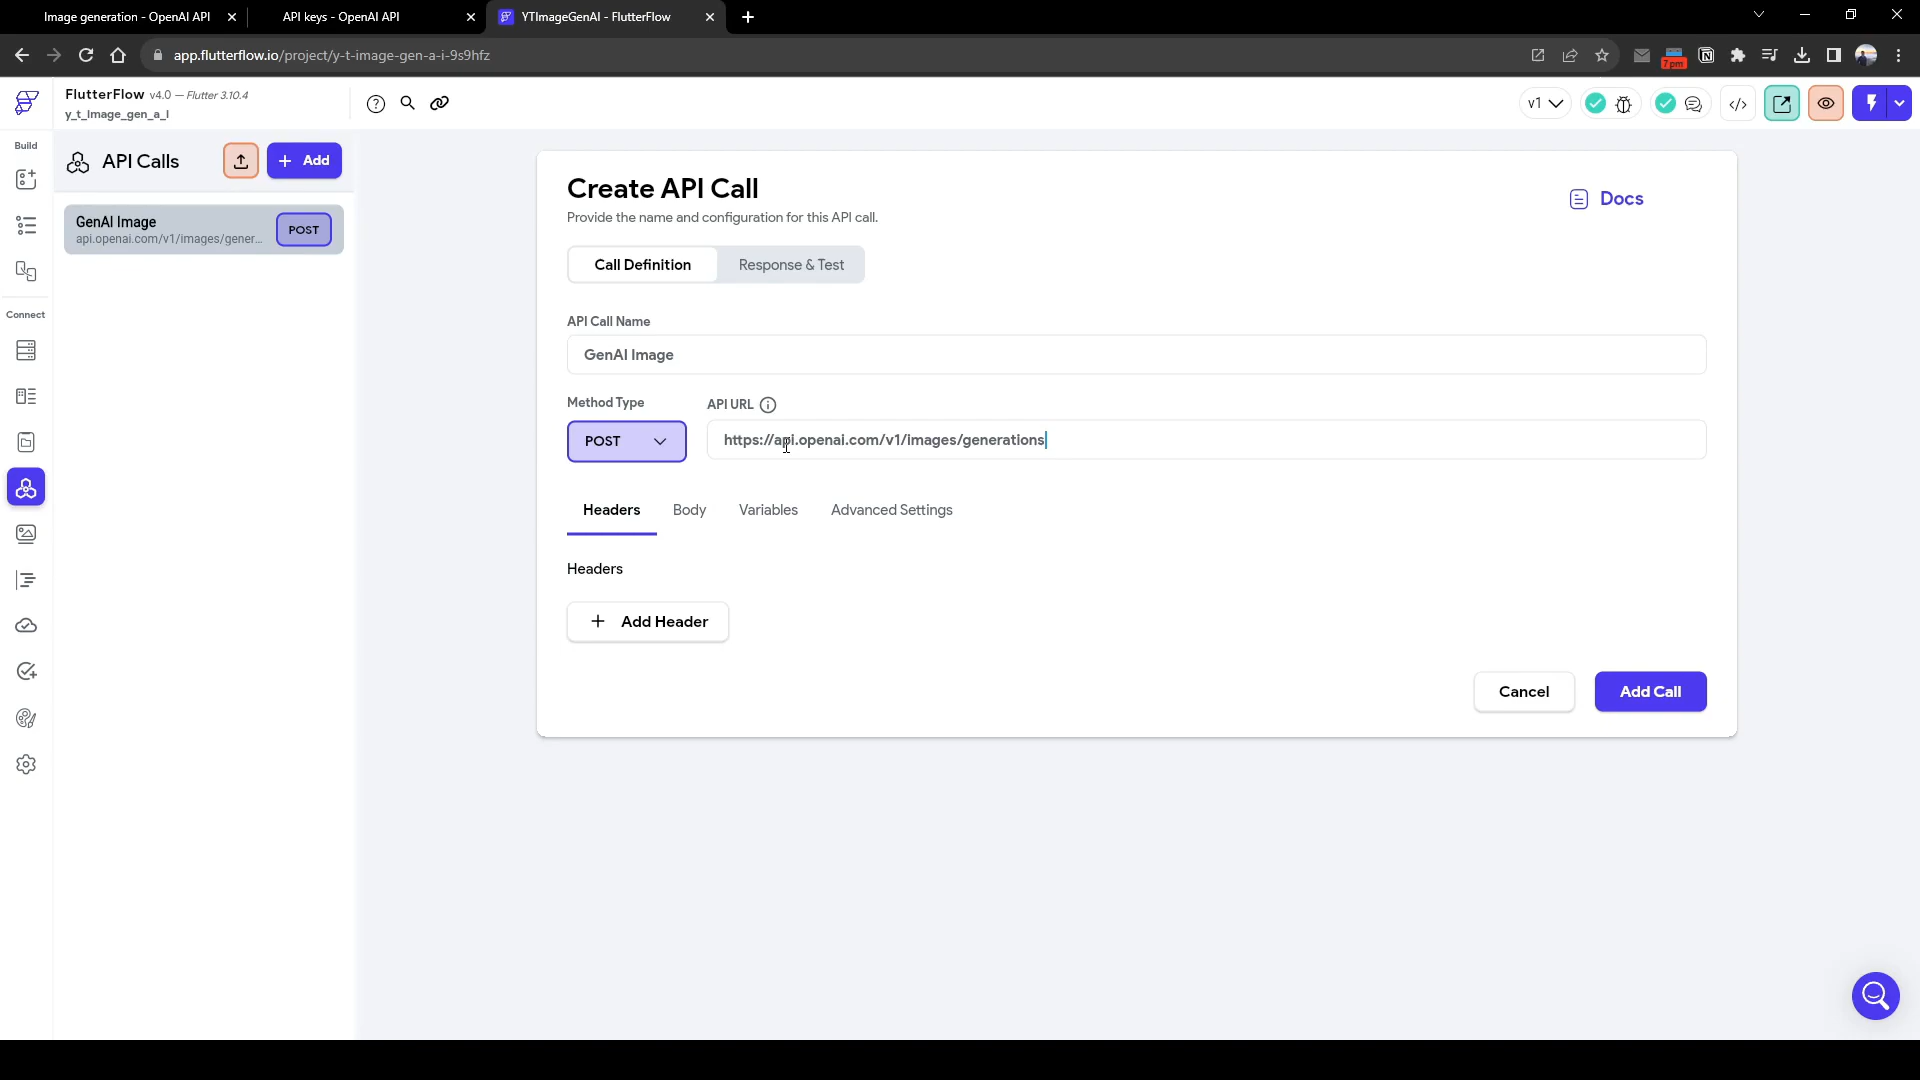 Image generation - OpenAI API
API keys - OpenAI API
YTImageGenAI - FlutterFlow
app.flutterflow.io/project/y-t-image-gen-a-i-9s9hfz
7pm
FlutterFlow v4.0 — Flutter 3.10.4
y_t_Image_gen_a_I
v1
Build
API Calls
Add
GenAI Image
api.openai.com/v1/images/gener...
POST
Connect
Create API Call
Provide the name and configuration for this API call.
Docs
Call Definition
Response & Test
API Call Name
GenAI Image
Method Type
API URL
POST
https://api.openai.com/v1/images/generations
Headers
Body
Variables
Advanced Settings
Headers
Add Header
Cancel
Add Call